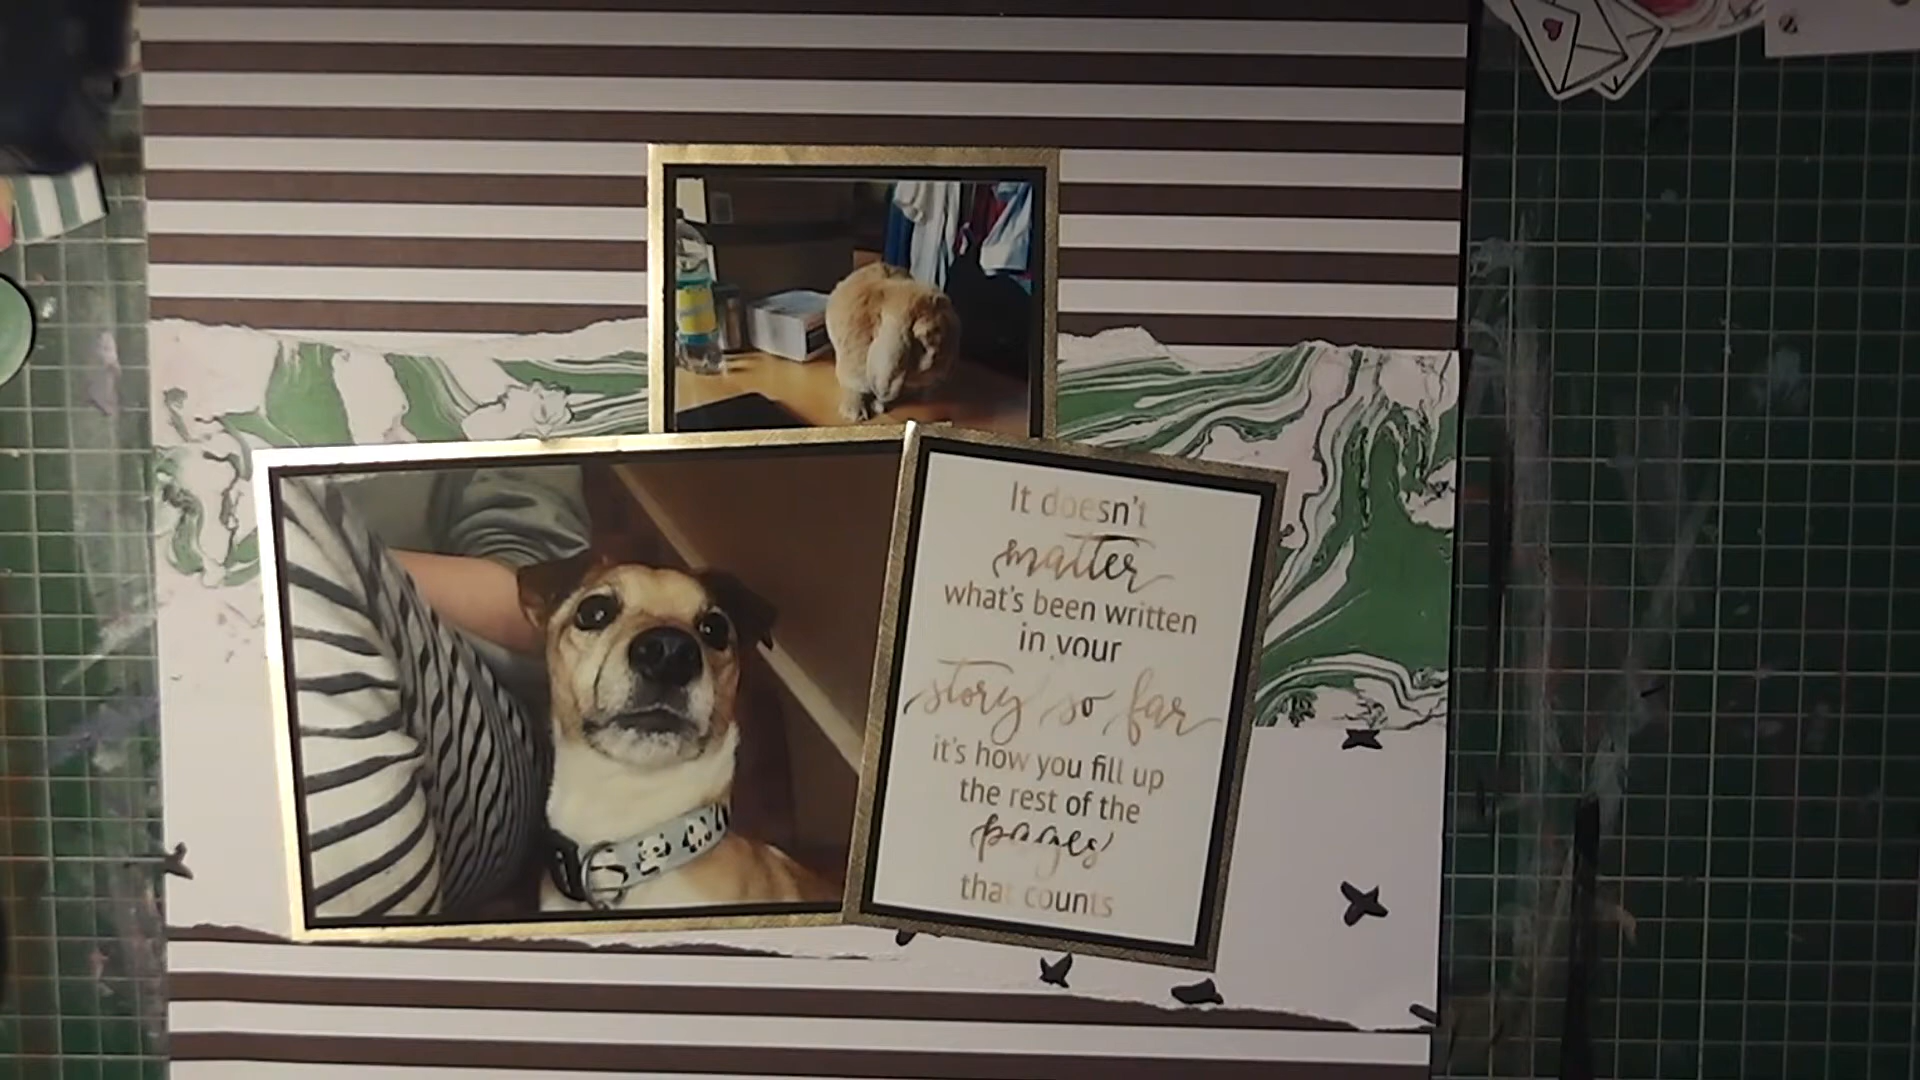 It doesn't
matter
what's been written
in your
story so far
it's how you fill up
the rest of the
pages
that counts